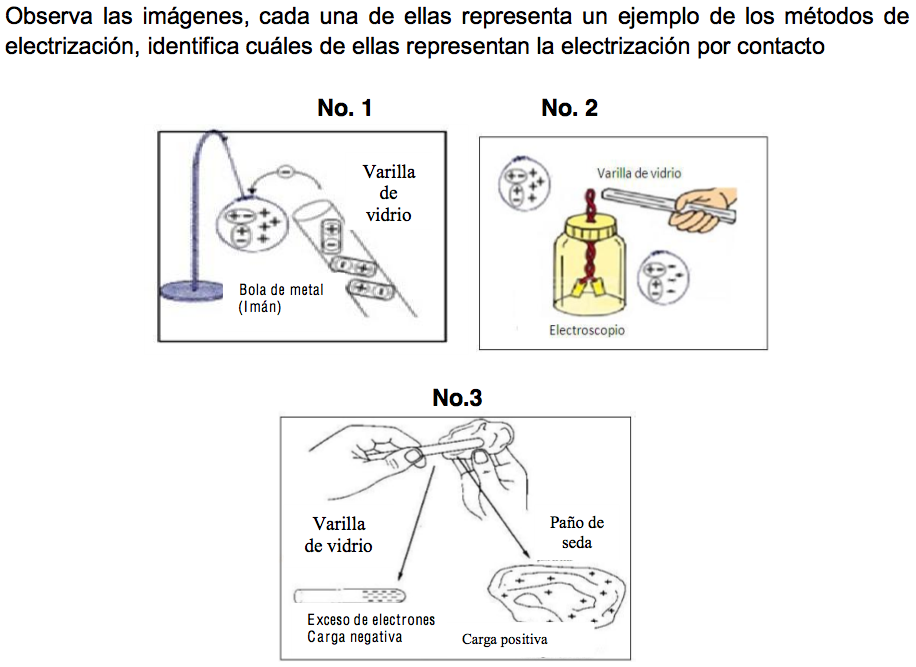 Observa las imágenes, cada una de ellas representa un ejemplo de los métodos de
electrización, identifica cuáles de ellas representan la electrización por contacto
No. 1
No. 2
Varilla
de
vidrio
Bola de metal
(Imán)
Varilla de vidrio
Electroscopio
No.3
Varilla
de vidrio
Paño de
seda
Exceso de electrones
Carga negativa
Carga positiva